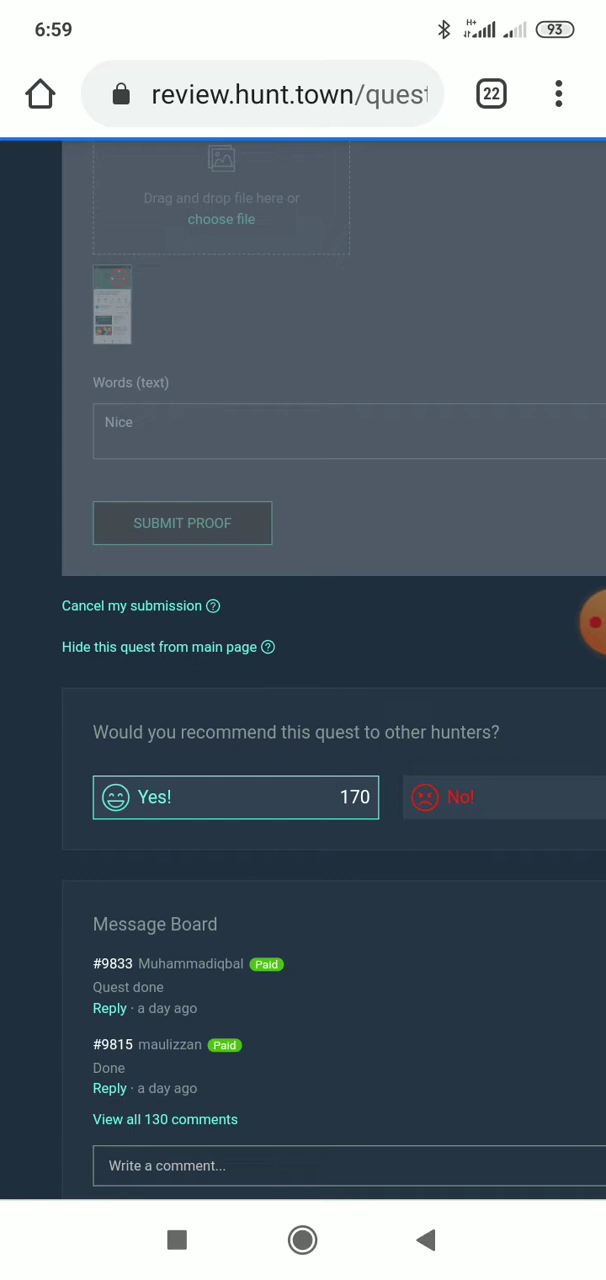 6:59
H+
93
review.hunt.town/quest
22
Drag and drop file here or
choose file
Words (text)
Nice
SUBMIT PROOF
Cancel my submission ?
Hide this quest from main page ?
Would you recommend this quest to other hunters?
Yes! 170 No!
Message Board
#9833 Muhammadiqbal Paid
Quest done
Reply · a day ago
#9815 maulizzan Paid
Done
Reply · a day ago
View all 130 comments
Write a comment...